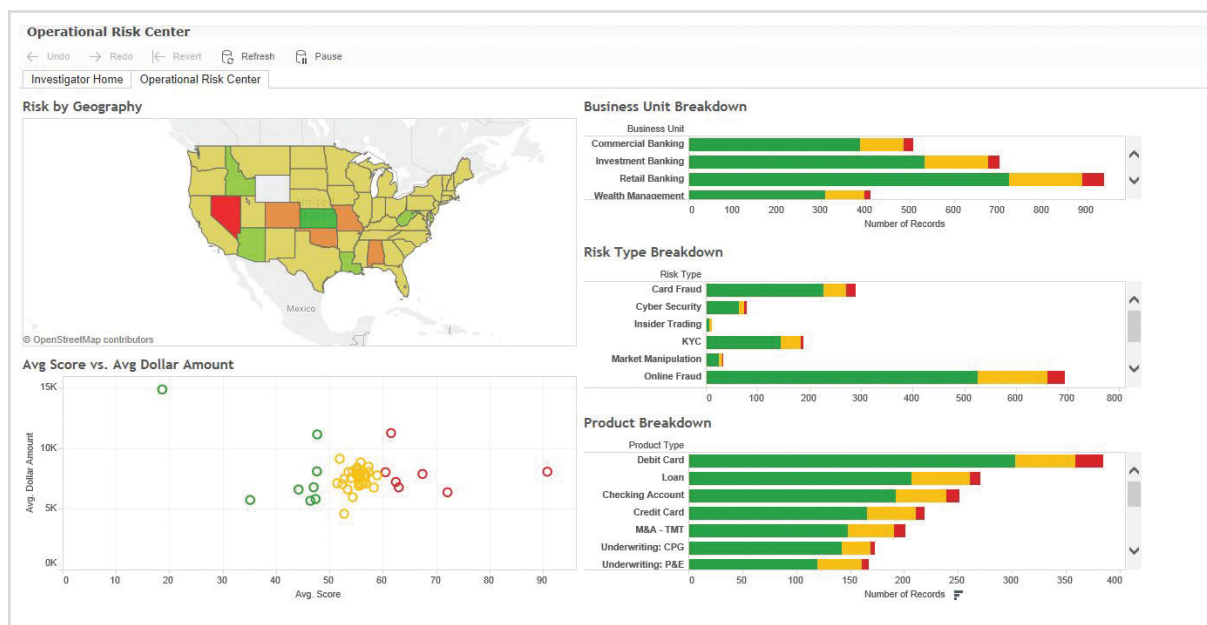 Operational Risk Center
Undo Redo Revert Refresh Pause
Investigator Home Operational Risk Center
Risk by Geography
United States
Mexico
© OpenStreetMap contributors
Avg Score vs. Avg Dollar Amount
Avg. Dollar Amount
15K
10K
5K
0K
0 10 20 30 40 50 60 70 80 90
Avg. Score
Business Unit Breakdown
Business Unit
Commercial Banking
Investment Banking
Retail Banking
Wealth Management
0 100 200 300 400 500 600 700 800 900
Number of Records
Risk Type Breakdown
Risk Type
Card Fraud
Cyber Security
Insider Trading
KYC
Market Manipulation
Online Fraud
0 100 200 300 400 500 600 700 800
Product Breakdown
Product Type
Debit Card
Loan
Checking Account
Credit Card
M&A - TMT
Underwriting: CPG
Underwriting: P&E
0 50 100 150 200 250 300 350 400
Number of Records